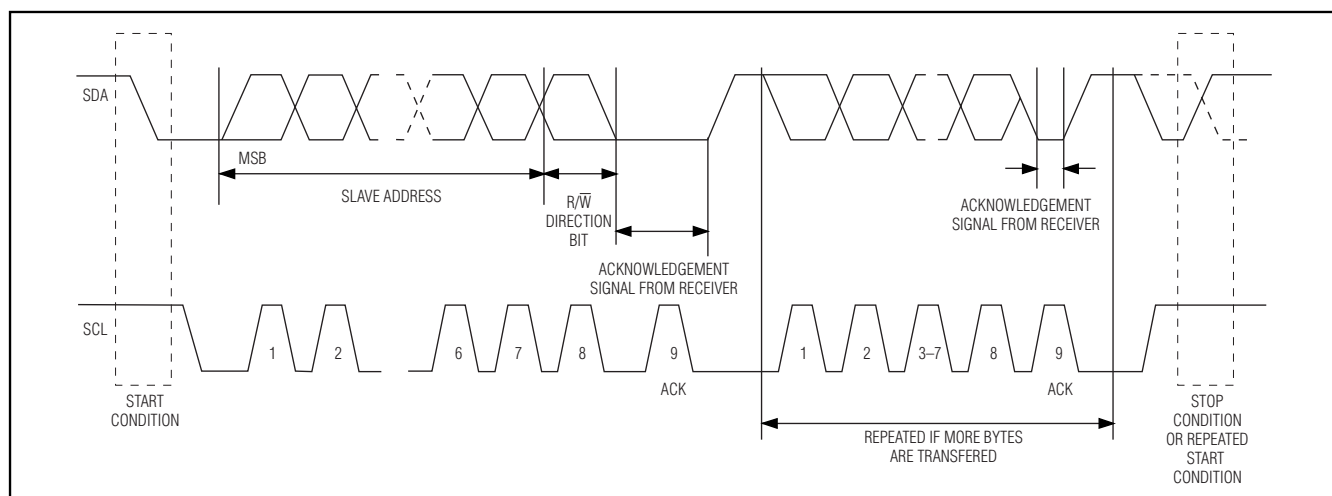 SDA
MSB
SLAVE ADDRESS
R/W̅
DIRECTION
BIT
ACKNOWLEDGEMENT
SIGNAL FROM RECEIVER
ACKNOWLEDGEMENT
SIGNAL FROM RECEIVER
SCL
1
2
6
7
8
9
ACK
1
2
3–7
8
9
ACK
START
CONDITION
REPEATED IF MORE BYTES
ARE TRANSFERED
STOP
CONDITION
OR REPEATED
START
CONDITION